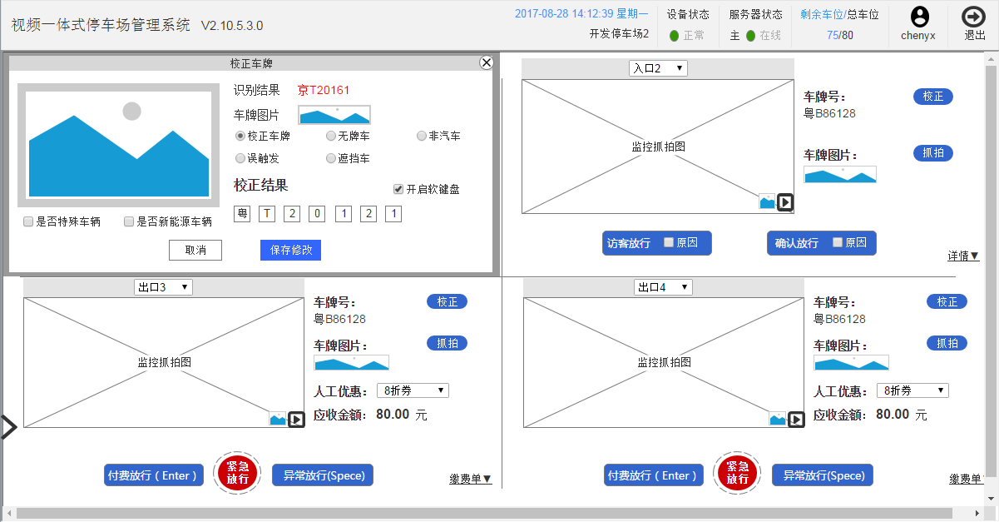 视频一体式停车场管理系统 V2.10.5.3.0
2017-08-28 14:12:39 星期一
开发停车场2
设备状态
正常
服务器状态
主 在线
剩余车位/总车位
75/80
chenyx
退出
校正车牌
识别结果 京T20161
车牌图片
校正车牌 无牌车 非汽车
误触发 遮挡车
校正结果 开启软键盘
粤 T 2 0 1 2 1
是否特殊车辆 是否新能源车辆
取消 保存修改
入口2
监控抓拍图
车牌号： 校正
粤B86128
车牌图片： 抓拍
访客放行 原因 确认放行 原因
详情▼
出口3
监控抓拍图
车牌号： 校正
粤B86128
车牌图片： 抓拍
人工优惠： 8折券
应收金额： 80.00 元
付费放行（Enter） 紧急放行 异常放行(Spece)
缴费单▼
出口4
监控抓拍图
车牌号： 校正
粤B86128
车牌图片： 抓拍
人工优惠： 8折券
应收金额： 80.00 元
付费放行（Enter） 紧急放行 异常放行(Spece)
缴费单